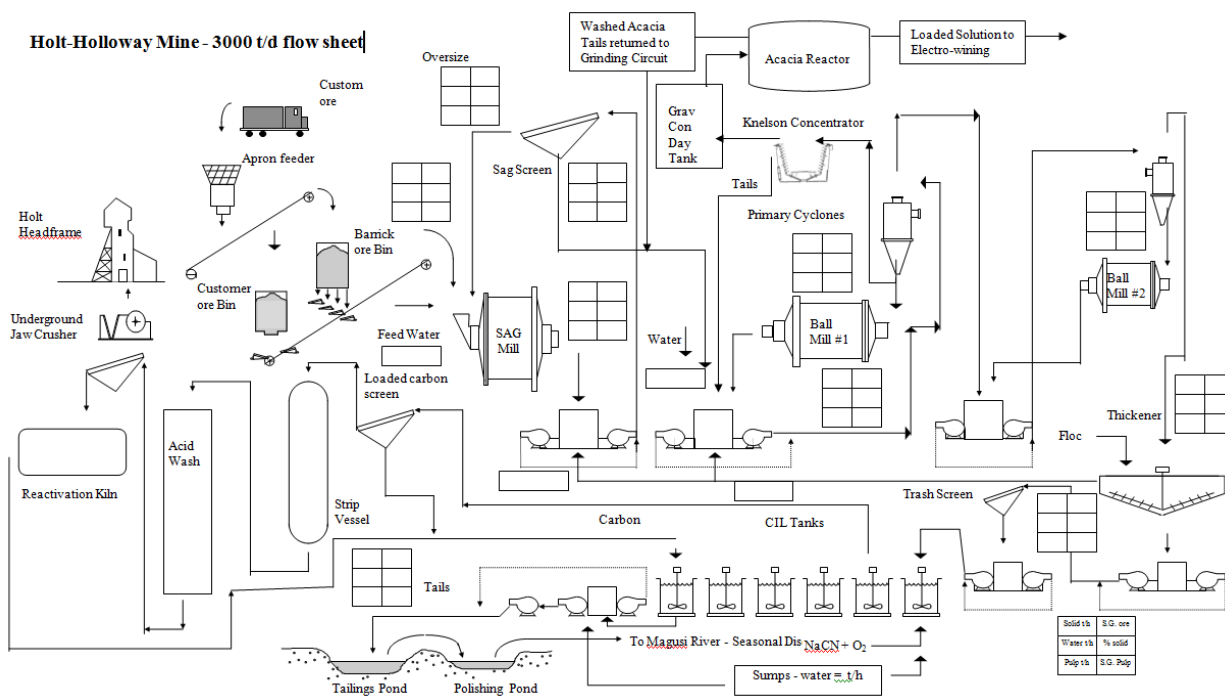 Holt-Holloway Mine - 3000 t/d flow sheet
Washed Acacia
Tails returned to
Grinding Circuit
Acacia Reactor
Loaded Solution to
Electro-wining
Oversize
Custom
ore
Grav
Con
Day
Tank
Knelson Concentrator
Apron feeder
Sag Screen
Tails
Holt
Headframe
Barrick
ore Bin
Primary Cyclones
Customer
ore Bin
Ball
Mill #2
Underground
Jaw Crusher
Feed Water
SAG
Mill
Water
Ball
Mill #1
Loaded carbon
screen
Thickener
Acid
Wash
Floc
Reactivation Kiln
Strip
Vessel
Trash Screen
Carbon
CIL Tanks
Tails
Solid t/h
S.G. ore
Water t/h
% solid
Pulp t/h
S.G. Pulp
To Magusi River - Seasonal Dis
NaCN + O2
Sumps - water = t/h
Tailings Pond
Polishing Pond